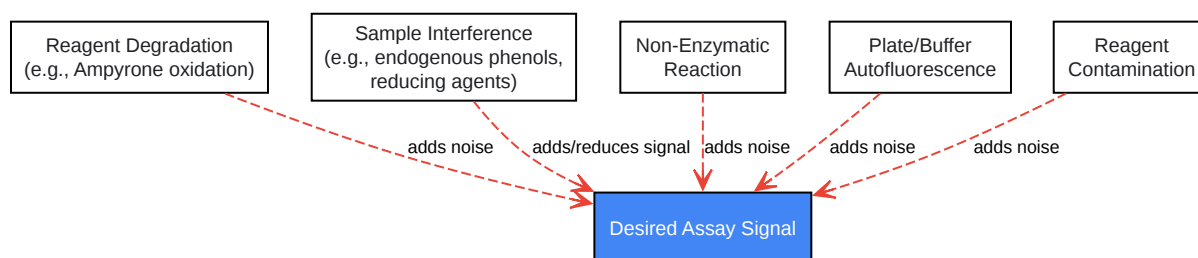 Reagent Degradation
(e.g., Ampyrone oxidation)
Sample Interference
(e.g., endogenous phenols,
reducing agents)
Non-Enzymatic
Reaction
Plate/Buffer
Autofluorescence
Reagent
Contamination
adds noise
adds/reduces signal
adds noise
adds noise
adds noise
Desired Assay Signal